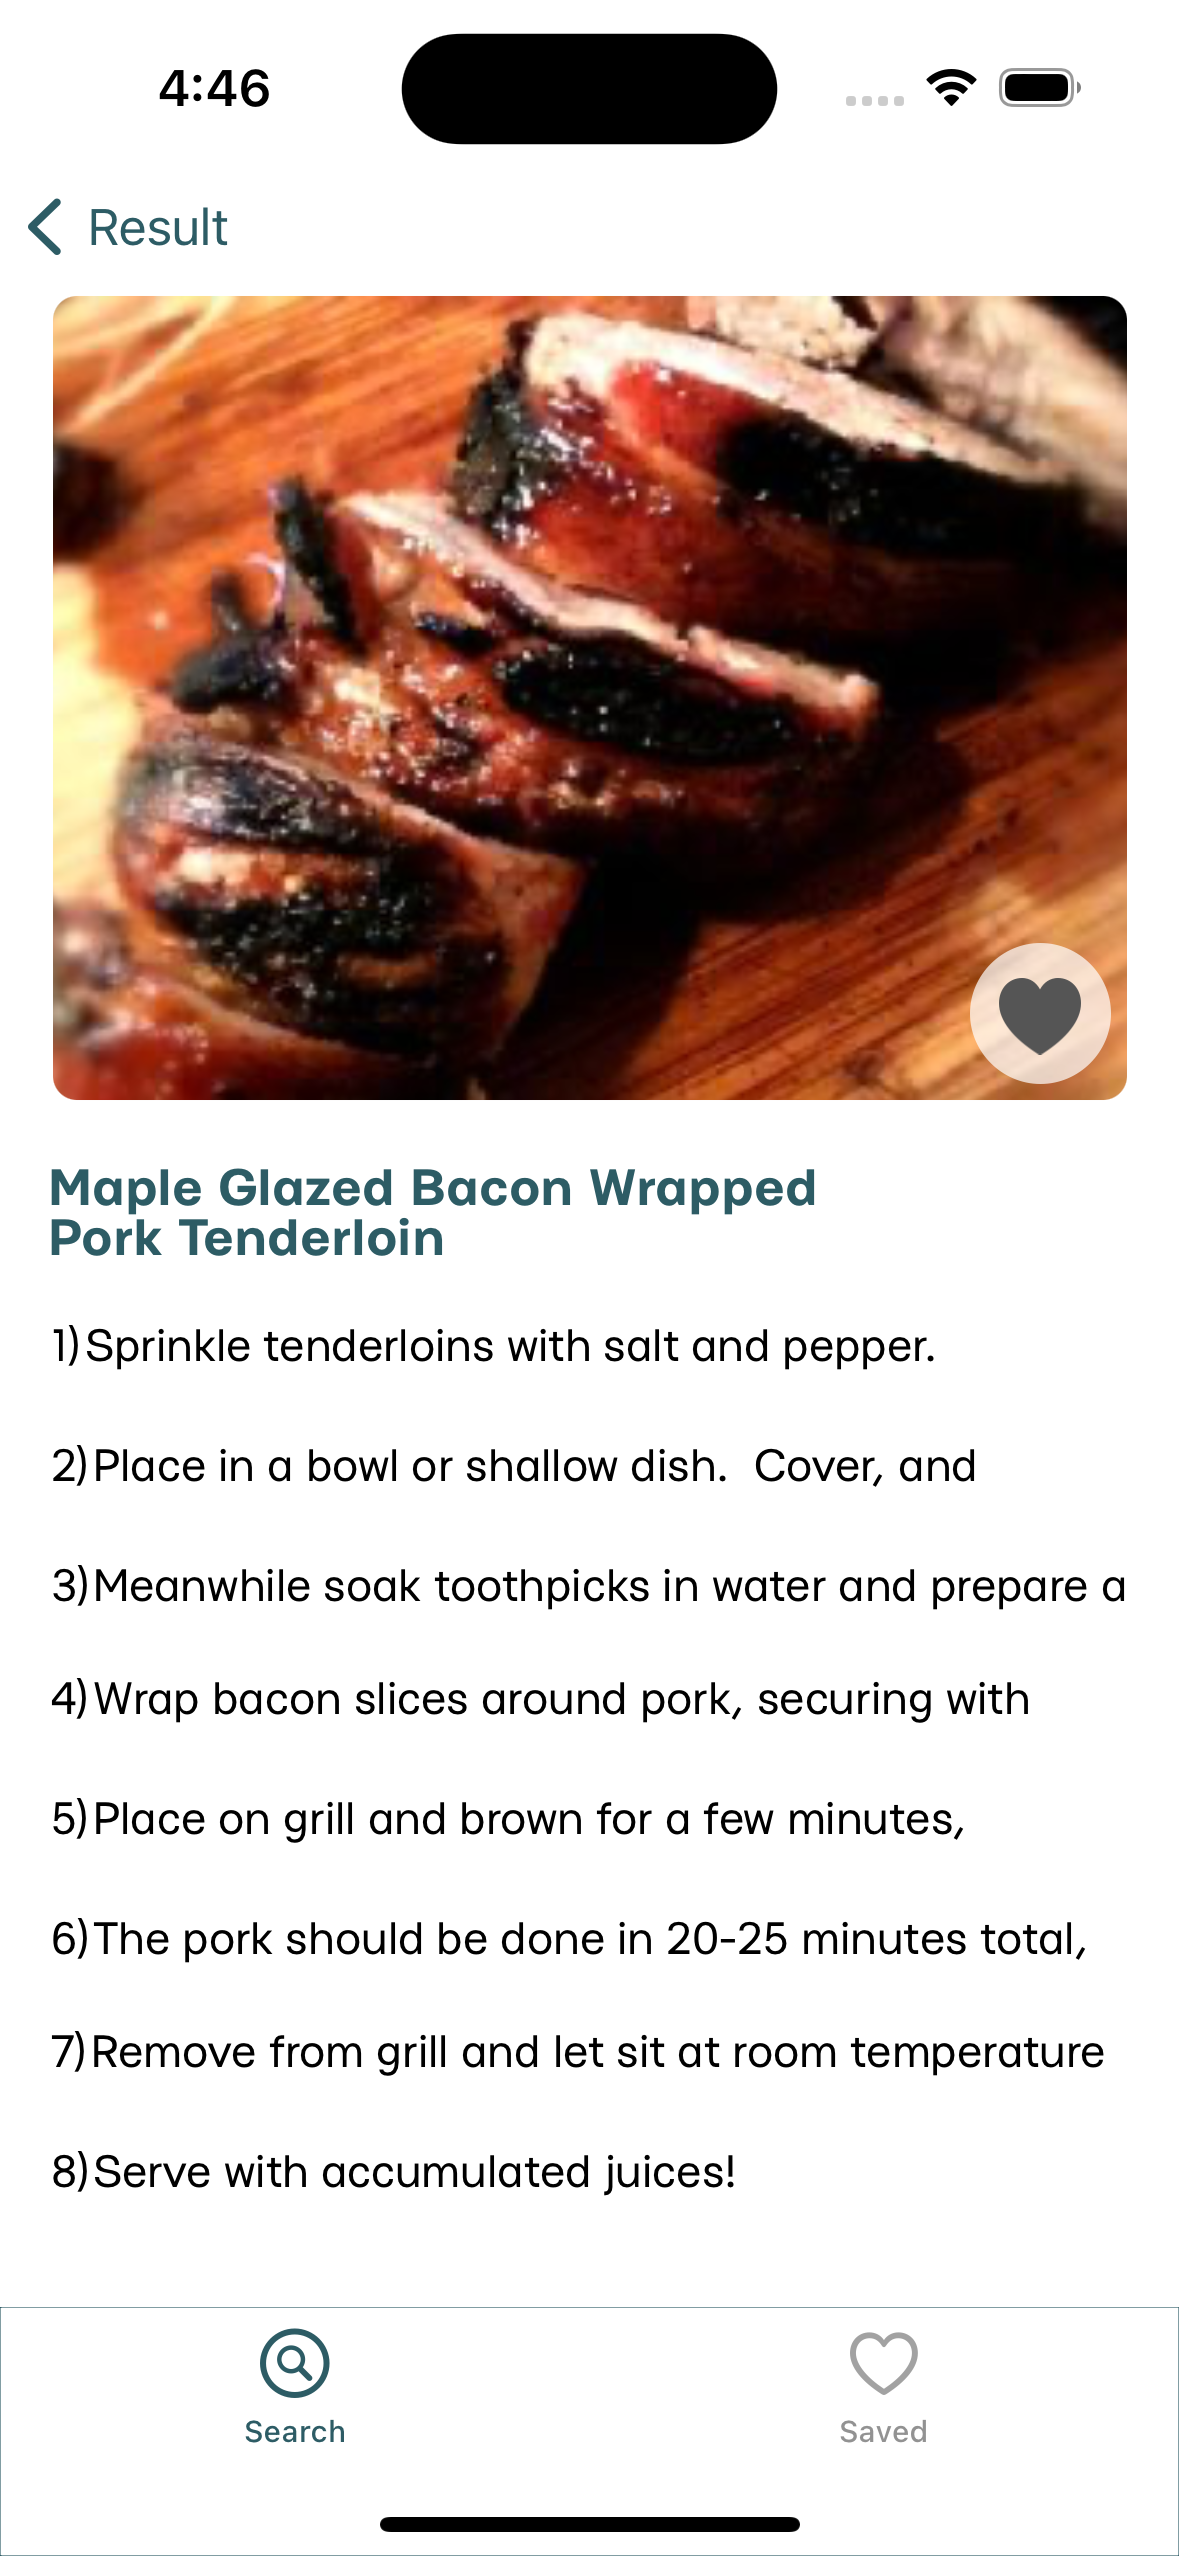 4:46
Result
Maple Glazed Bacon Wrapped
Pork Tenderloin
1)Sprinkle tenderloins with salt and pepper.
2)Place in a bowl or shallow dish.  Cover, and
3)Meanwhile soak toothpicks in water and prepare a
4)Wrap bacon slices around pork, securing with
5)Place on grill and brown for a few minutes,
6)The pork should be done in 20-25 minutes total,
7)Remove from grill and let sit at room temperature
8)Serve with accumulated juices!
Search
Saved